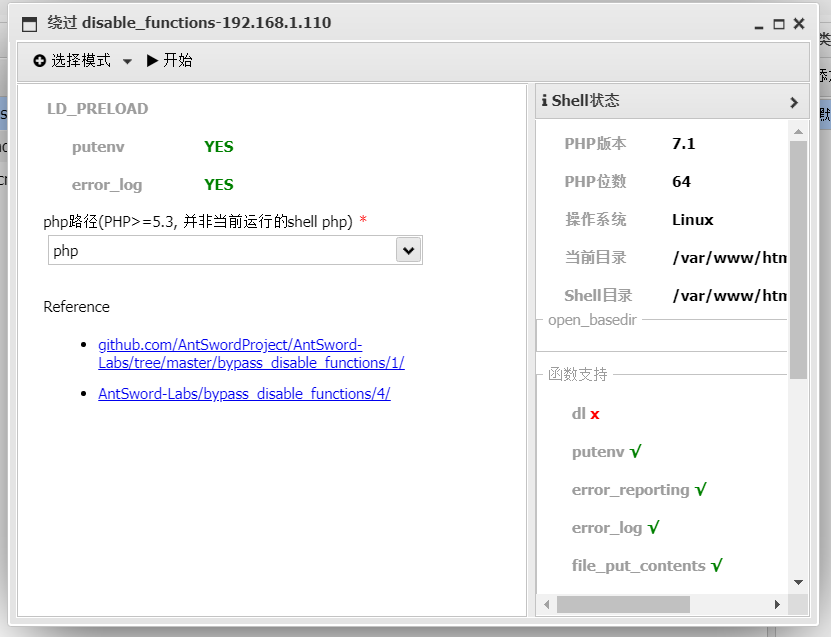 绕过 disable_functions-192.168.1.110
选择模式 开始
LD_PRELOAD
putenv YES
error_log YES
php路径(PHP>=5.3, 并非当前运行的shell php) *
php
Reference
github.com/AntSwordProject/AntSword-
Labs/tree/master/bypass_disable_functions/1/
AntSword-Labs/bypass_disable_functions/4/
Shell状态
PHP版本 7.1
PHP位数 64
操作系统 Linux
当前目录 /var/www/htm
Shell目录 /var/www/htm
open_basedir
函数支持
dl x
putenv √
error_reporting √
error_log √
file_put_contents √